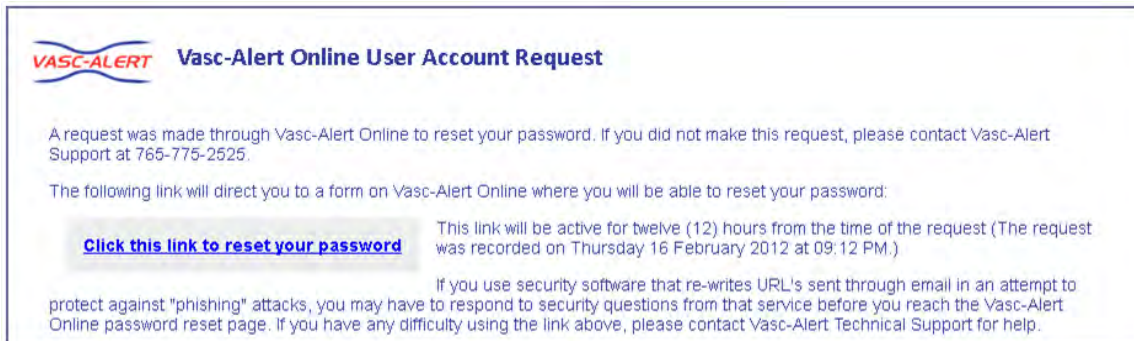 VASC-ALERT Vasc-Alert Online User Account Request
A request was made through Vasc-Alert Online to reset your password. If you did not make this request, please contact Vasc-Alert
Support at 765-775-2525.
The following link will direct you to a form on Vasc-Alert Online where you will be able to reset your password:
Click this link to reset your password
This link will be active for twelve (12) hours from the time of the request (The request
was recorded on Thursday 16 February 2012 at 09:12 PM.)
If you use security software that re-writes URL's sent through email in an attempt to
protect against "phishing" attacks, you may have to respond to security questions from that service before you reach the Vasc-Alert
Online password reset page. If you have any difficulty using the link above, please contact Vasc-Alert Technical Support for help.